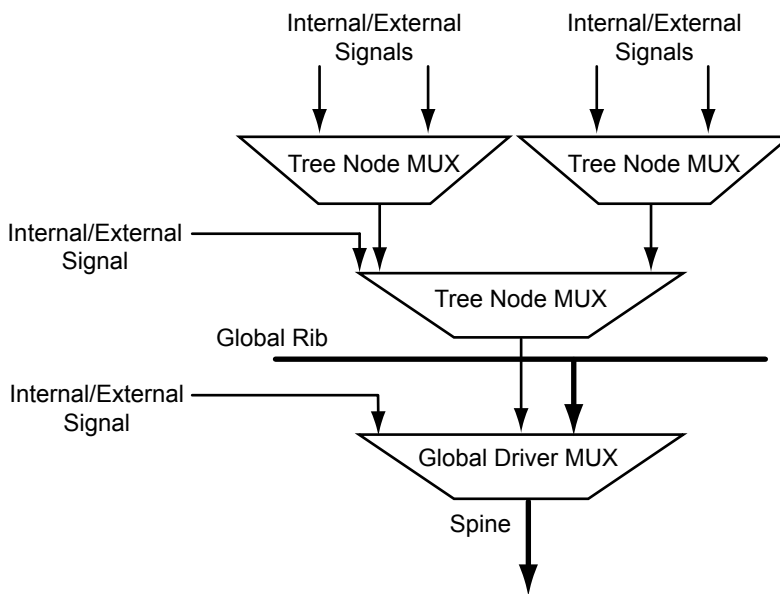 Internal/External
Signals
Internal/External
Signals
Tree Node MUX
Tree Node MUX
Internal/External
Signal
Tree Node MUX
Global Rib
Internal/External
Signal
Global Driver MUX
Spine